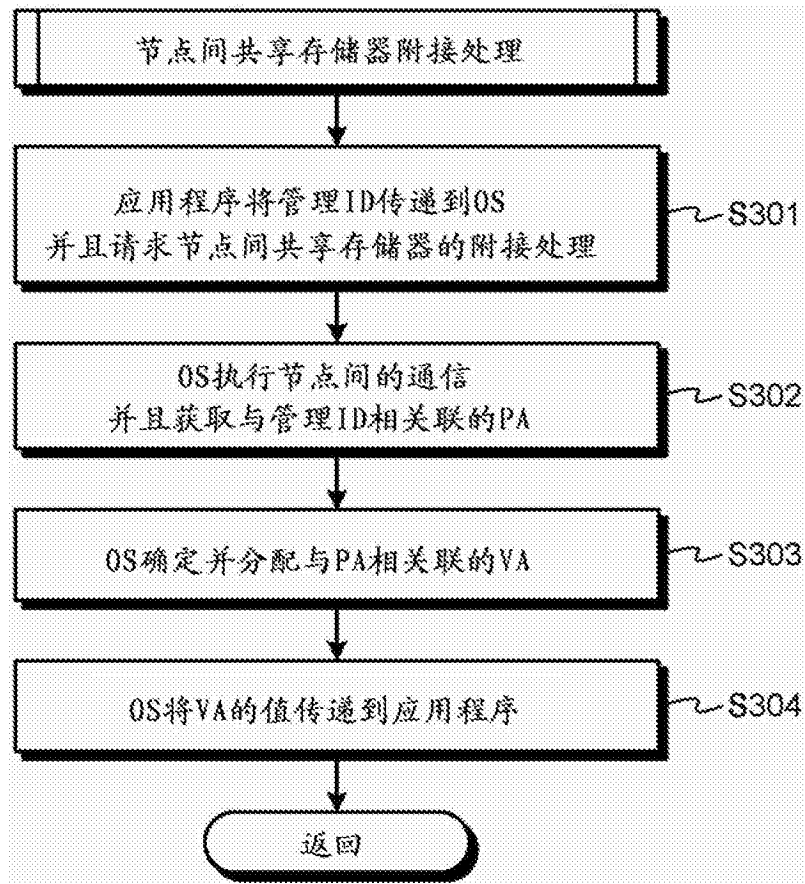 节点间共享存储器附接处理
应用程序将管理ID传递到OS
并且请求节点间共享存储器的附接处理
S301
OS执行节点间的通信
并且获取与管理ID相关联的PA
S302
OS确定并分配与PA相关联的VA
S303
OS将VA的值传递到应用程序
S304
返回